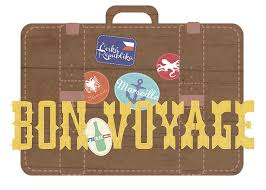 Česká
Republika
Marseille
BON VOYAGE